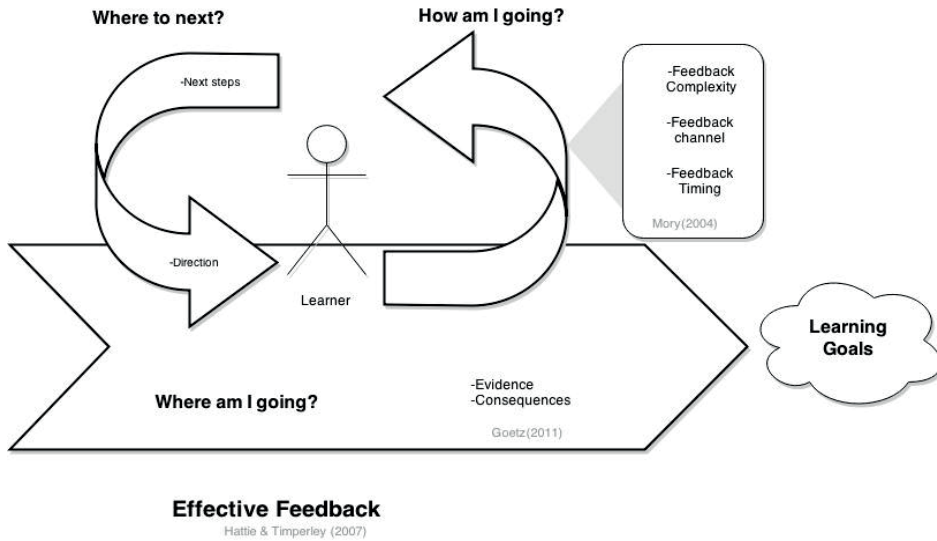 Where to next?
How am I going?
-Next steps
-Feedback
Complexity
-Feedback
channel
-Feedback
Timing
Mory(2004)
-Direction
Learner
Learning
Goals
Where am I going?
-Evidence
-Consequences
Goetz(2011)
Effective Feedback
Hattie & Timperley (2007)